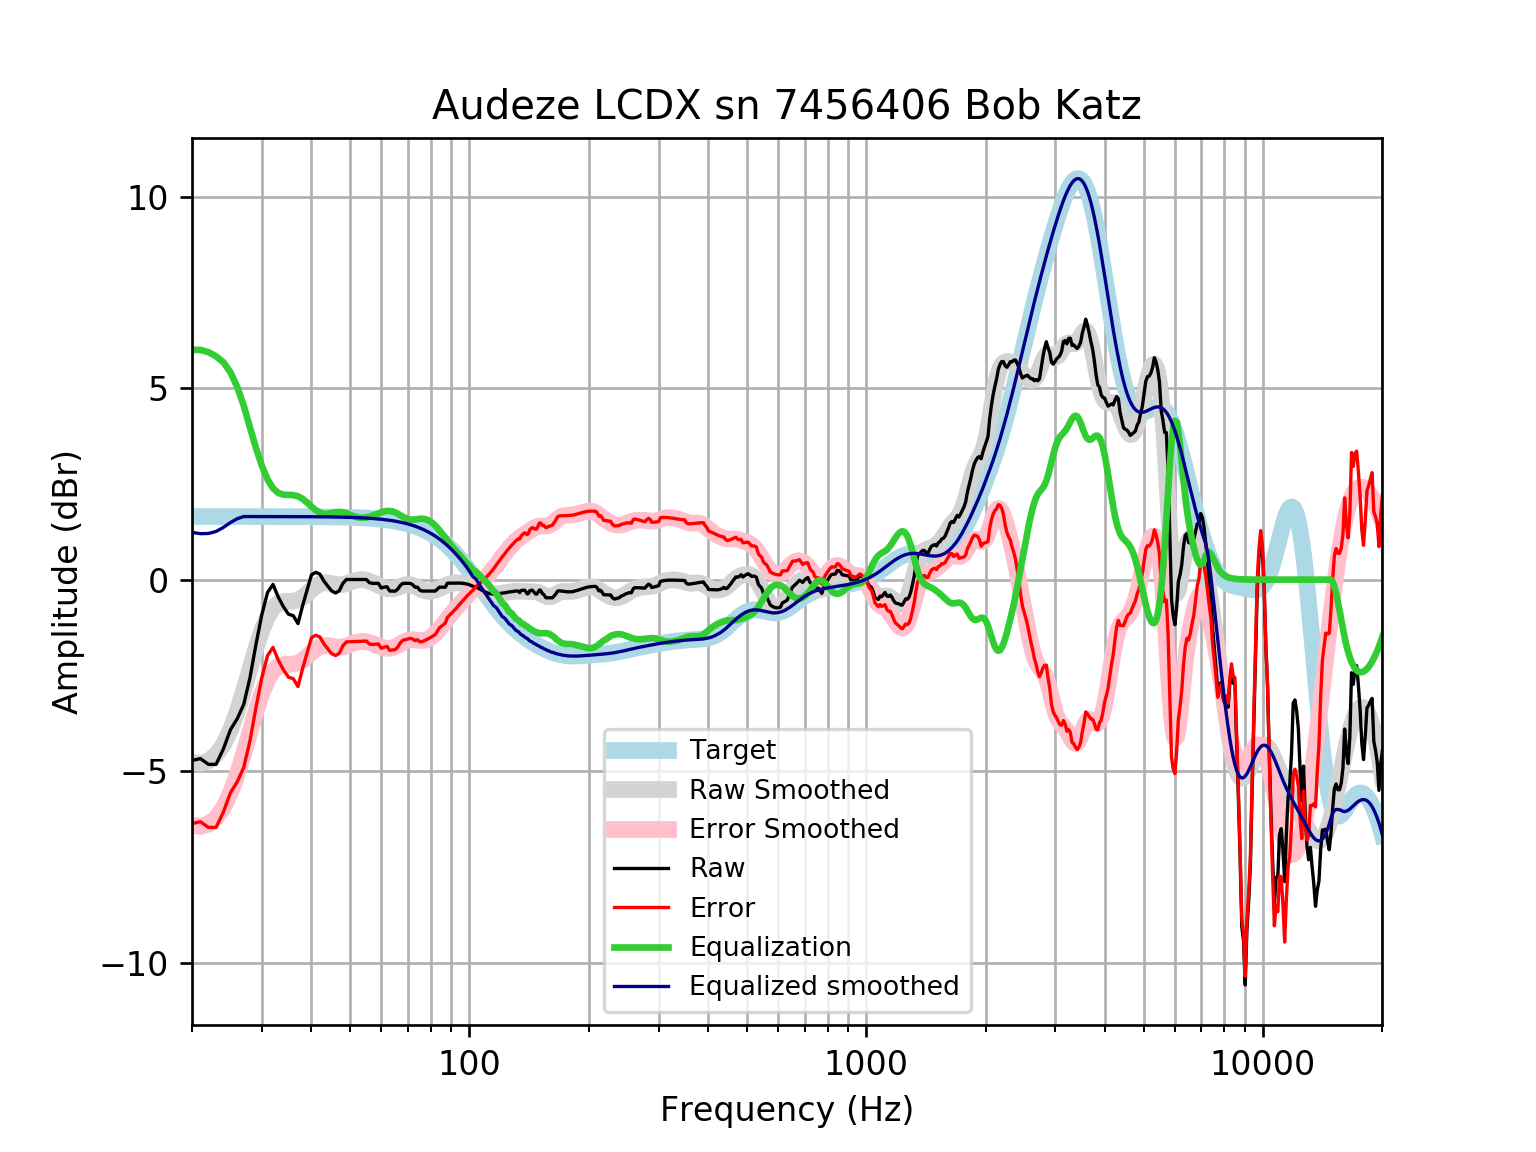 Audeze LCDX sn 7456406 Bob Katz
10
5
0
−5
−10
Amplitude (dBr)
Target
Raw Smoothed
Error Smoothed
Raw
Error
Equalization
Equalized smoothed
100
1000
10000
Frequency (Hz)